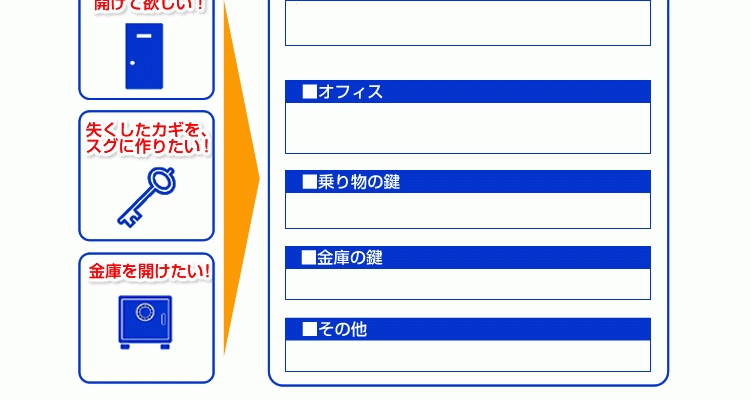 開けて欲しい！
失くしたカギを、
スグに作りたい！
金庫を開けたい！
■オフィス
■乗り物の鍵
■金庫の鍵
■その他